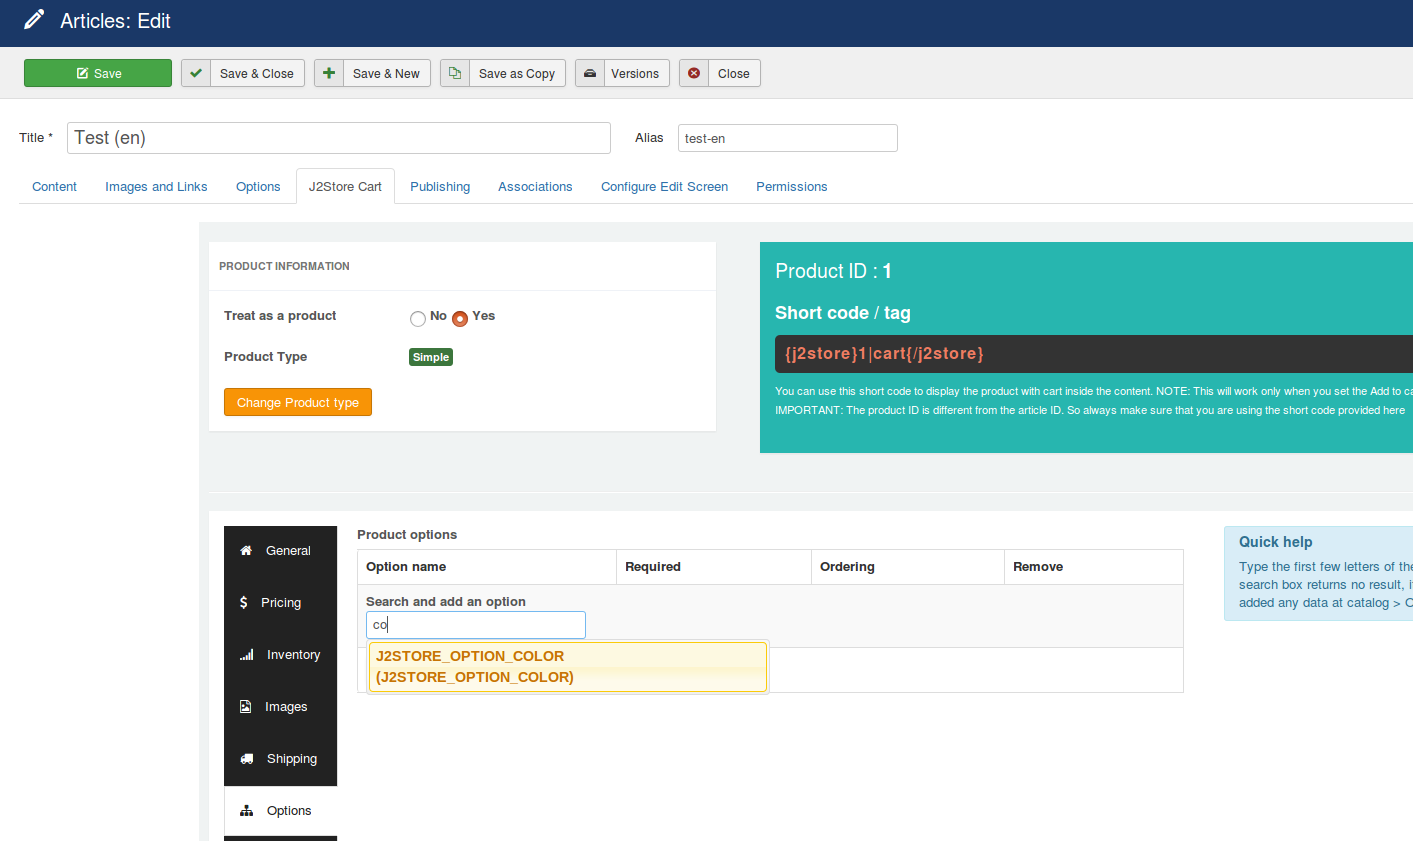 Articles: Edit
Save
Save & Close
Save & New
Save as Copy
Versions
Close
Title *
Test (en)
Alias
test-en
Content
Images and Links
Options
J2Store Cart
Publishing
Associations
Configure Edit Screen
Permissions
PRODUCT INFORMATION
Treat as a product
No
Yes
Product Type
Simple
Change Product type
Product ID : 1
Short code / tag
{j2store}1|cart{/j2store}
You can use this short code to display the product with cart inside the content. NOTE: This will work only when you set the Add to ca
IMPORTANT: The product ID is different from the article ID. So always make sure that you are using the short code provided here
General
Pricing
Inventory
Images
Shipping
Options
Product options
Option name
Required
Ordering
Remove
Search and add an option
co
J2STORE_OPTION_COLOR
(J2STORE_OPTION_COLOR)
Quick help
Type the first few letters of the
search box returns no result, i
added any data at catalog > O